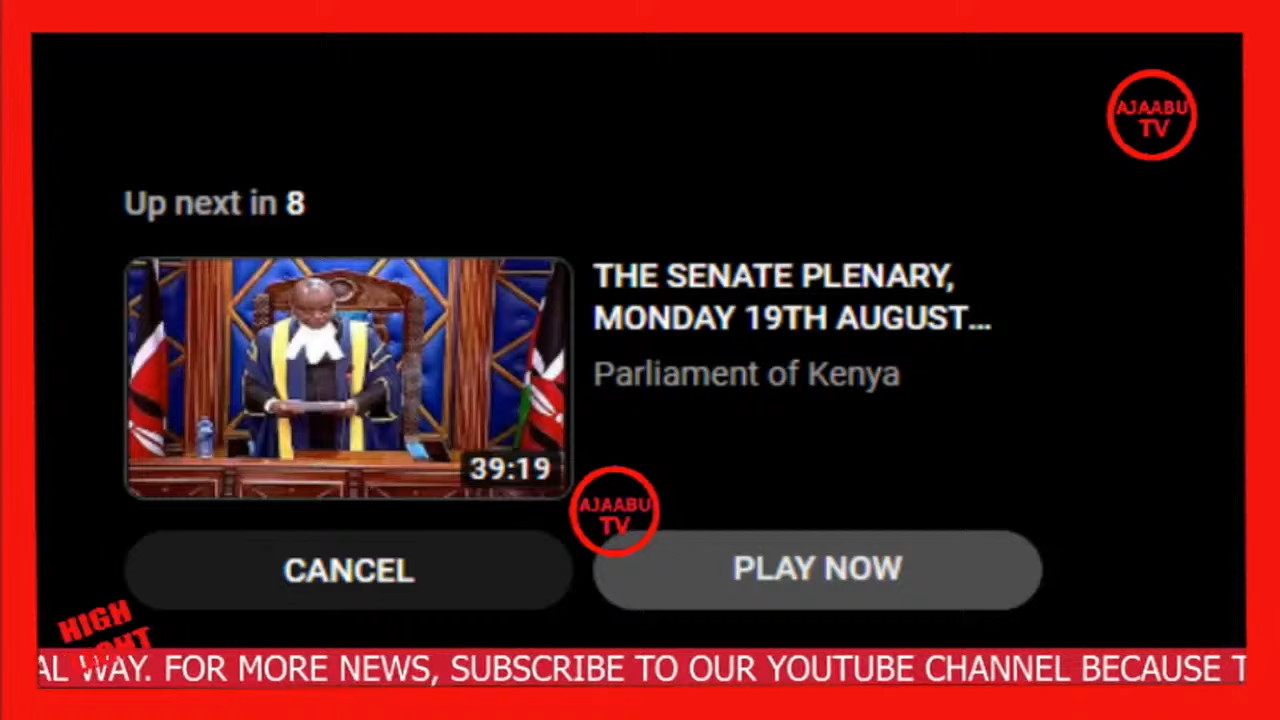 AJAABU
TV
Up next in 8
THE SENATE PLENARY,
MONDAY 19TH AUGUST...
Parliament of Kenya
39:19
AJAABU
TV
CANCEL
PLAY NOW
HIGH
AL WAY. FOR MORE NEWS, SUBSCRIBE TO OUR YOUTUBE CHANNEL BECAUSE T